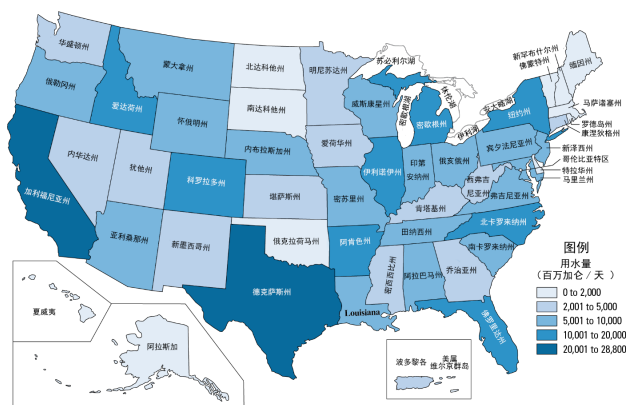 华盛顿州
俄勒冈州
加利福尼亚州
内华达州
爱达荷州
蒙大拿州
怀俄明州
犹他州
亚利桑那州
科罗拉多州
新墨西哥州
北达科他州
南达科他州
内布拉斯加州
堪萨斯州
俄克拉荷马州
德克萨斯州
明尼苏达州
爱荷华州
密苏里州
阿肯色州
Louisiana
威斯康星州
伊利诺伊州
苏必利尔湖
密歇根湖
休伦湖
密歇根州
伊利湖
安大略湖
印第
安纳州
俄亥俄州
肯塔基州
田纳西州
密西西比州
阿拉巴马州
乔治亚州
佛罗里达州
南卡罗来纳州
北卡罗来纳州
弗吉尼亚州
西弗吉
尼亚州
宾夕法尼亚州
纽约州
新罕布什尔州
佛蒙特州
缅因州
马萨诸塞州
罗德岛州
康涅狄格州
新泽西州
哥伦比亚特区
特拉华州
马里兰州
夏威夷
阿拉斯加
波多黎各
美属
维尔京群岛
图例
用水量
（百万加仑 / 天）
0 to 2,000
2,001 to 5,000
5,001 to 10,000
10,001 to 20,000
20,001 to 28,800